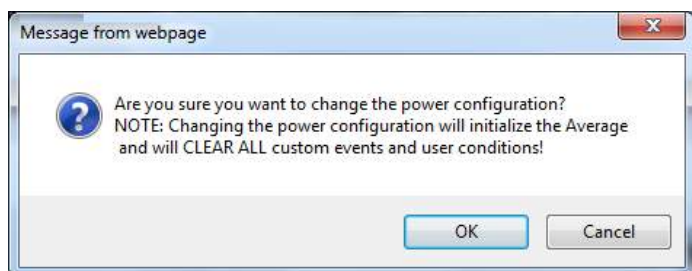 Message from webpage
Are you sure you want to change the power configuration?
NOTE: Changing the power configuration will initialize the Average
and will CLEAR ALL custom events and user conditions!
OK
Cancel